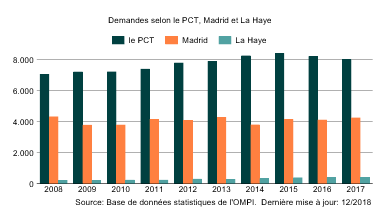 Demandes selon le PCT, Madrid et La Haye
le PCT Madrid La Haye
8.000
6.000
4.000
2.000
0
2008 2009 2010 2011 2012 2013 2014 2015 2016 2017
Source: Base de données statistiques de l'OMPI. Dernière mise à jour: 12/2018